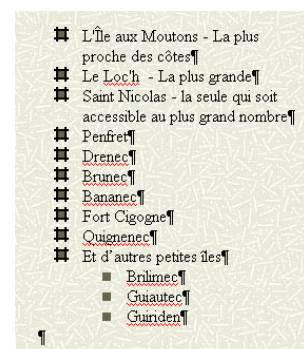 L'Île aux Moutons - La plus
proche des côtes¶
Le Loc'h - La plus grande¶
Saint Nicolas - la seule qui soit
accessible au plus grand nombre¶
Penfret¶
Drenec¶
Brunec¶
Bananec¶
Fort Cigogne¶
Quignenec¶
Et d'autres petites îles¶
Brilimec¶
Guiautec¶
Guiriden¶
¶